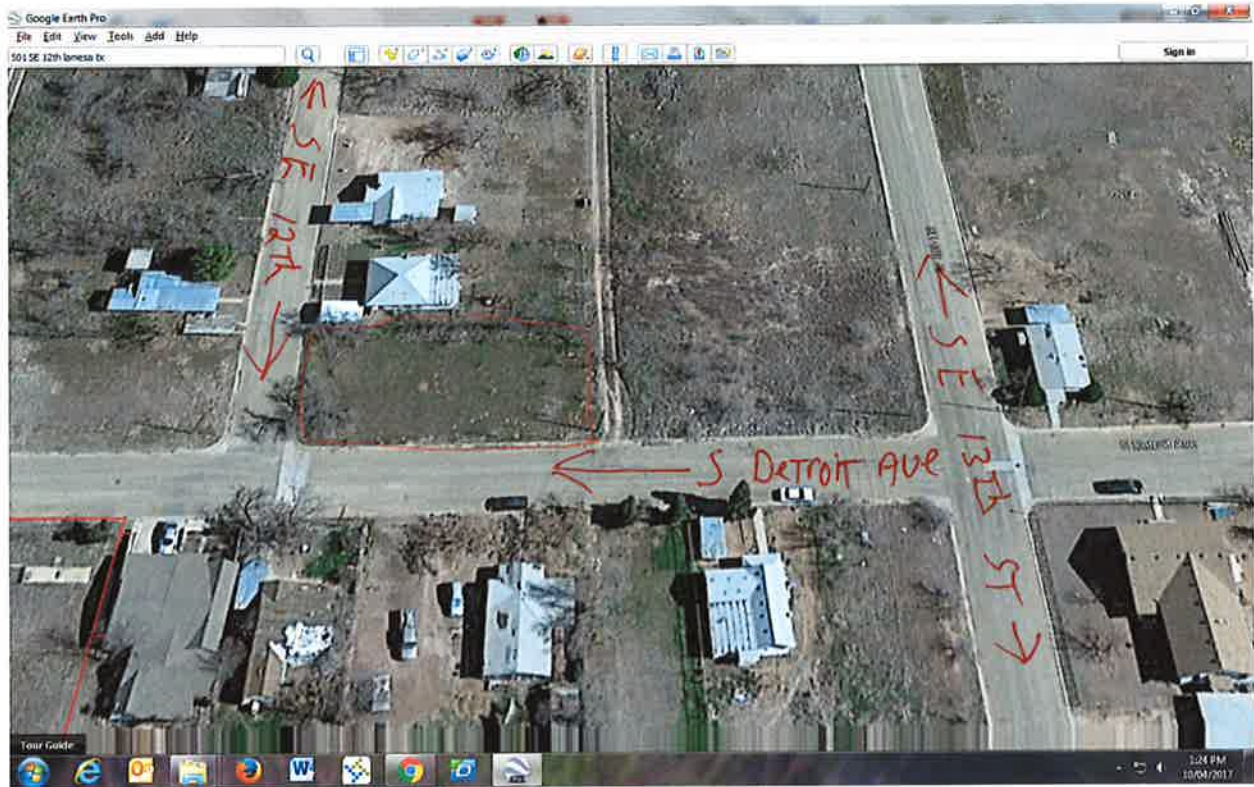 Google Earth Pro
File Edit View Tools Add Help
501 SE 12th lamesa tx
Sign in
SE 12th
S Detroit Ave
SE 13th ST
Tour Guide
1:24 PM
10/04/2017